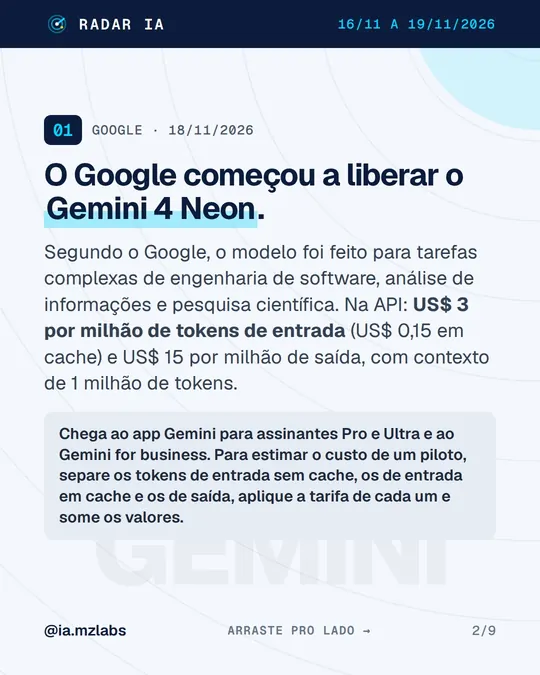 RADAR IA
16/11 A 19/11/2026
01 GOOGLE · 18/11/2026
O Google começou a liberar o
Gemini 4 Neon.
Segundo o Google, o modelo foi feito para tarefas
complexas de engenharia de software, análise de
informações e pesquisa científica. Na API: US$ 3
por milhão de tokens de entrada (US$ 0,15 em
cache) e US$ 15 por milhão de saída, com contexto
de 1 milhão de tokens.
Chega ao app Gemini para assinantes Pro e Ultra e ao
Gemini for business. Para estimar o custo de um piloto,
separe os tokens de entrada sem cache, os de entrada
em cache e os de saída, aplique a tarifa de cada um e
some os valores.
GEMINI
@ia.mzlabs
ARRASTE PRO LADO →
2/9